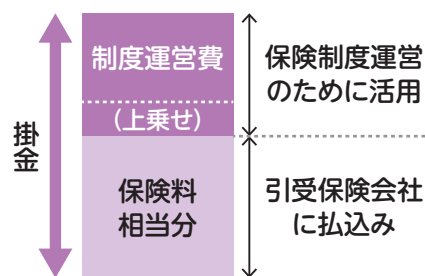 掛金
制度運営費
(上乗せ)
保険料
相当分
保険制度運営
のために活用
引受保険会社
に払込み